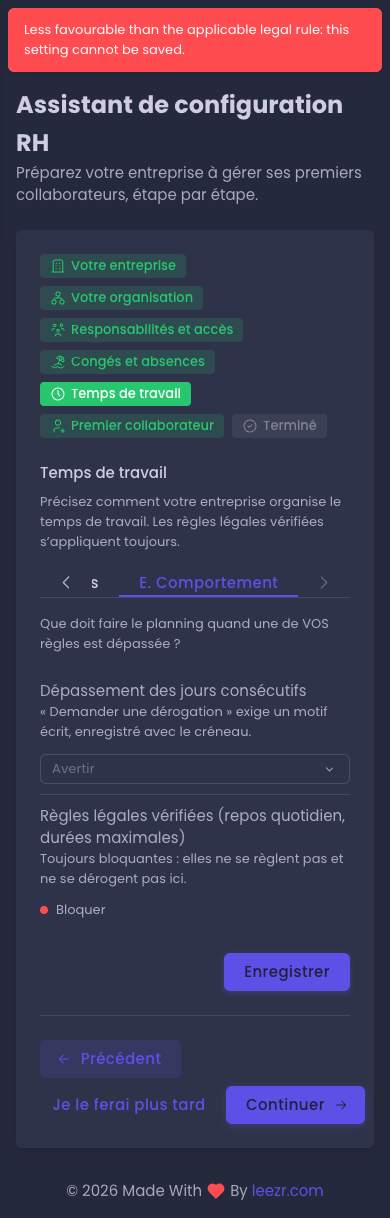 Less favourable than the applicable legal rule: this
setting cannot be saved.
Assistant de configuration
RH
Préparez votre entreprise à gérer ses premiers
collaborateurs, étape par étape.
Votre entreprise
Votre organisation
Responsabilités et accès
Congés et absences
Temps de travail
Premier collaborateur
Terminé
Temps de travail
Précisez comment votre entreprise organise le
temps de travail. Les règles légales vérifiées
s’appliquent toujours.
s
E. Comportement
Que doit faire le planning quand une de VOS
règles est dépassée ?
Dépassement des jours consécutifs
« Demander une dérogation » exige un motif
écrit, enregistré avec le créneau.
Avertir
Règles légales vérifiées (repos quotidien,
durées maximales)
Toujours bloquantes : elles ne se règlent pas et
ne se dérogent pas ici.
Bloquer
Enregistrer
Précédent
Je le ferai plus tard
Continuer
© 2026 Made With ❤ By leezr.com